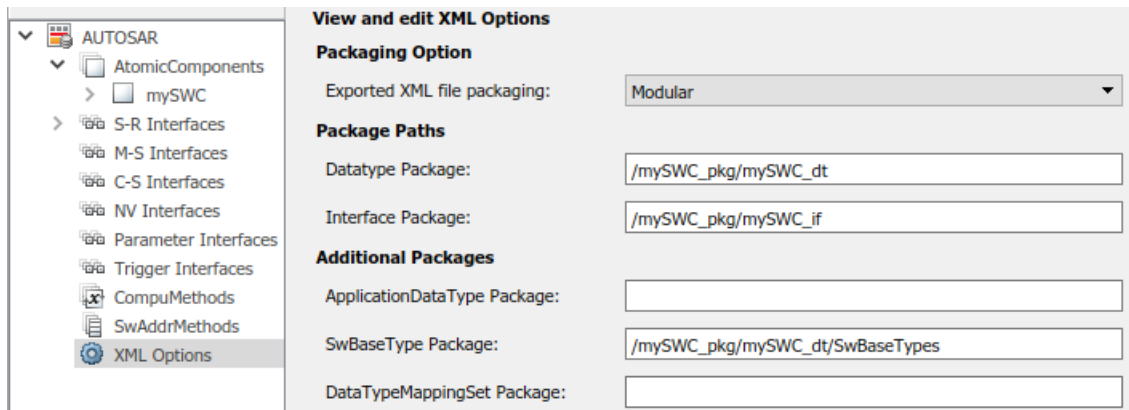 AUTOSAR
AtomicComponents
mySWC
S-R Interfaces
M-S Interfaces
C-S Interfaces
NV Interfaces
Parameter Interfaces
Trigger Interfaces
CompuMethods
SwAddrMethods
XML Options
View and edit XML Options
Packaging Option
Exported XML file packaging: Modular
Package Paths
Datatype Package: /mySWC_pkg/mySWC_dt
Interface Package: /mySWC_pkg/mySWC_if
Additional Packages
ApplicationDataType Package:
SwBaseType Package: /mySWC_pkg/mySWC_dt/SwBaseTypes
DataTypeMappingSet Package: